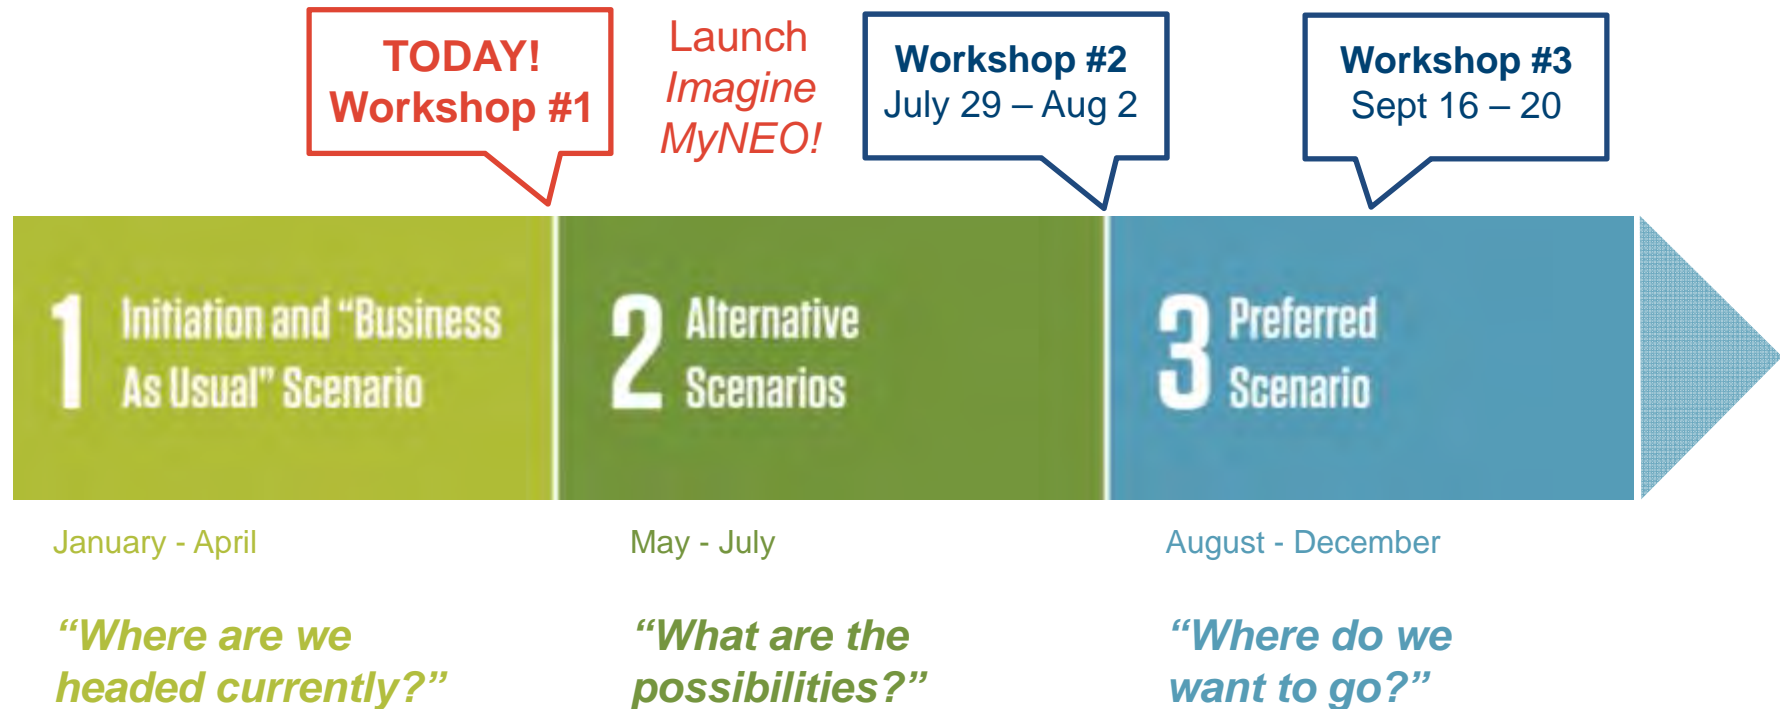 TODAY!
Workshop #1
Launch
Imagine
MyNEO!
Workshop #2
July 29 – Aug 2
Workshop #3
Sept 16 – 20
1
Initiation and “Business
As Usual” Scenario
2
Alternative
Scenarios
3
Preferred
Scenario
January - April
May - July
August - December
“Where are we
headed currently?”
“What are the
possibilities?”
“Where do we
want to go?”